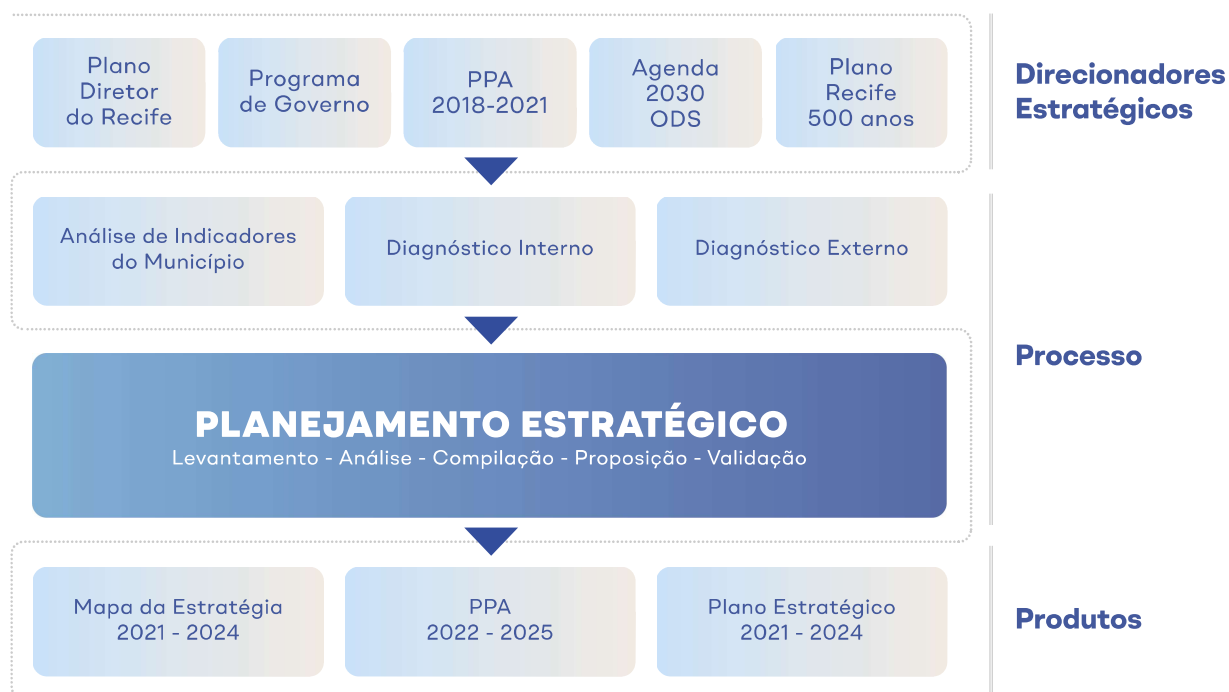 Plano
Diretor
do Recife
Programa
de Governo
PPA
2018-2021
Agenda
2030
ODS
Plano
Recife
500 anos
Direcionadores
Estratégicos
Análise de Indicadores
do Município
Diagnóstico Interno
Diagnóstico Externo
Processo
PLANEJAMENTO ESTRATÉGICO
Levantamento - Análise - Compilação - Proposição - Validação
Mapa da Estratégia
2021 - 2024
PPA
2022 - 2025
Plano Estratégico
2021 - 2024
Produtos